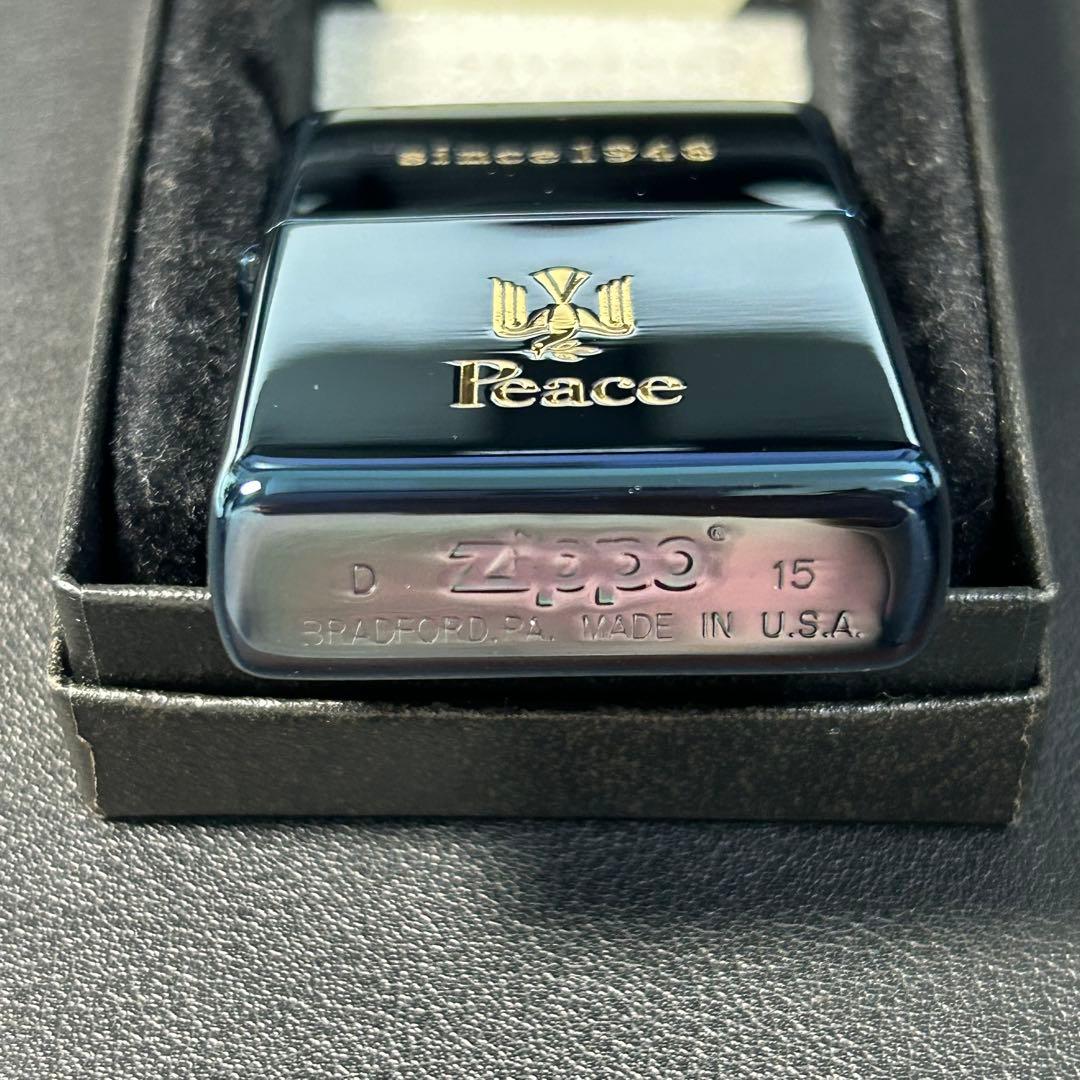 since1946
Peace
D Zippo® 15
BRADFORD, PA. MADE IN U.S.A.